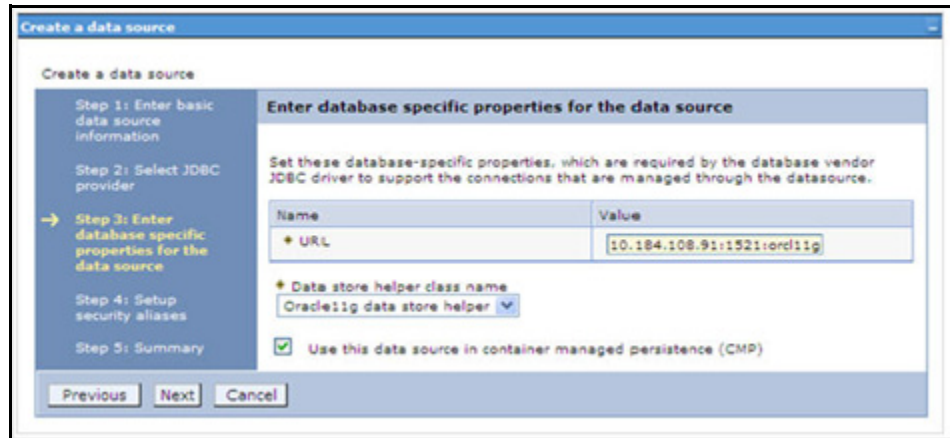 Create a data source
Create a data source
Step 1: Enter basic
data source
information
Step 2: Select JDBC
provider
Step 3: Enter
database specific
properties for the
data source
Step 4: Setup
security aliases
Step 5: Summary
Enter database specific properties for the data source
Set these database-specific properties, which are required by the database vendor
JDBC driver to support the connections that are managed through the datasource.
Name Value
URL 10.184.108.91:1521:orcl11g
Data store helper class name
Oracle11g data store helper
Use this data source in container managed persistence (CMP)
Previous Next Cancel